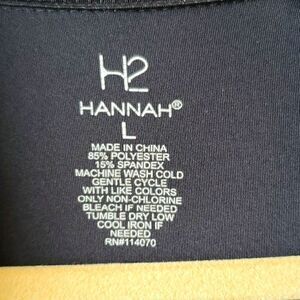 H2
HANNAH®
L
MADE IN CHINA
85% POLYESTER
15% SPANDEX
MACHINE WASH COLD
GENTLE CYCLE
WITH LIKE COLORS
ONLY NON-CHLORINE
BLEACH IF NEEDED
TUMBLE DRY LOW
COOL IRON IF
NEEDED
RN#114070